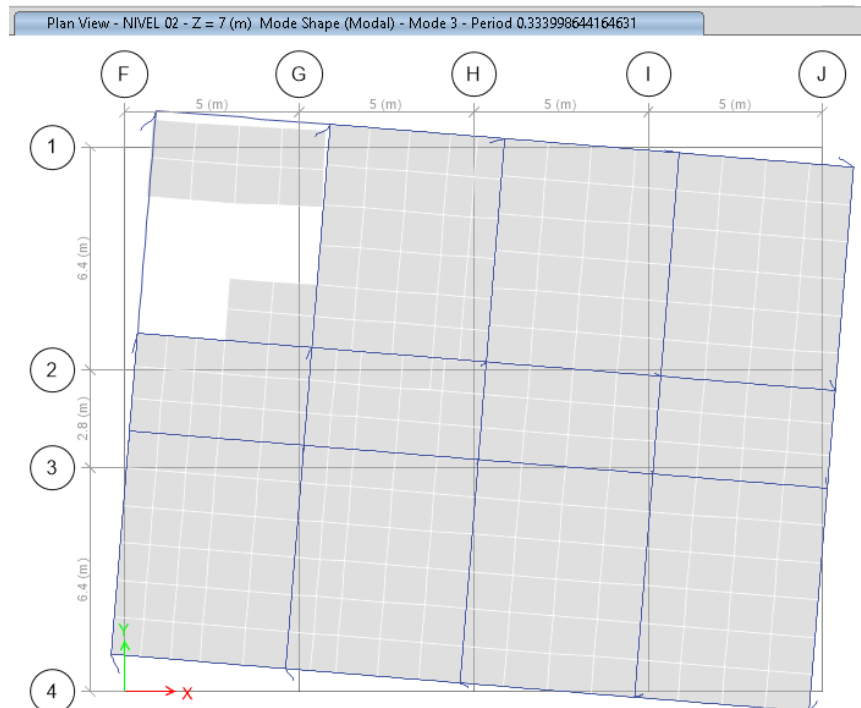 Plan View - NIVEL 02 - Z = 7 (m) Mode Shape (Modal) - Mode 3 - Period 0.333998644164631
F G H I J
5 (m) 5 (m) 5 (m) 5 (m)
1
6.4 (m)
2
2.8 (m)
3
6.4 (m)
Y
X
4